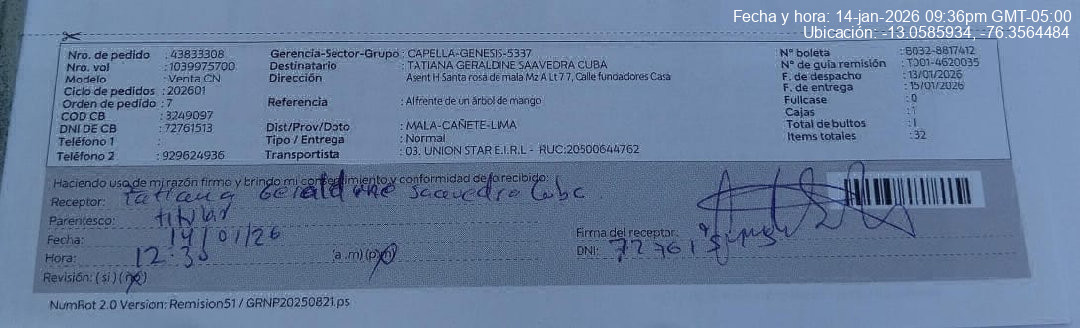 Fecha y hora: 14-jan-2026 09:36pm GMT-05:00
Ubicación: -13.0585934, -76.3564484
Nro. de pedido : 43833308
Nro. vol : 1039975700
Modelo : Venta CN
Ciclo de pedidos : 202601
Orden de pedido : 7
COD CB : 3249097
DNI DE CB : 72761513
Teléfono 1 :
Teléfono 2 : 929624936
Gerencia-Sector-Grupo : CAPELLA-GENESIS-5337
Destinatario : TATIANA GERALDINE SAAVEDRA CUBA
Dirección : Asent H Santa rosa de mala Mz A Lt 7 7, Calle fundadores Casa
Referencia : Alfrente de un árbol de mango
Dist/Prov/Dpto : MALA-CAÑETE-LIMA
Tipo / Entrega : Normal
Transportista : 03. UNION STAR E.I.R.L - RUC:20500644762
N° boleta : B032-8817412
N° de guia remisión : T001-4620035
F. de despacho : 13/01/2026
F. de entrega : 15/01/2026
Fullcase : 0
Cajas : 1
Total de bultos : 1
Items totales : 32
Haciendo uso de mi razón firmo y brindo mi consentimiento y conformidad de lo recibido:
Receptor: Tatiana Geraldine Saavedra Cuba
Parentesco: titular
Fecha: 14/01/26
Hora: 12:35 (a.m) (p.m)
Revisión: ( si ) ( no )
Firma del receptor:
DNI: 72761
NumRot 2.0 Version: Remision51 / GRNP20250821.ps